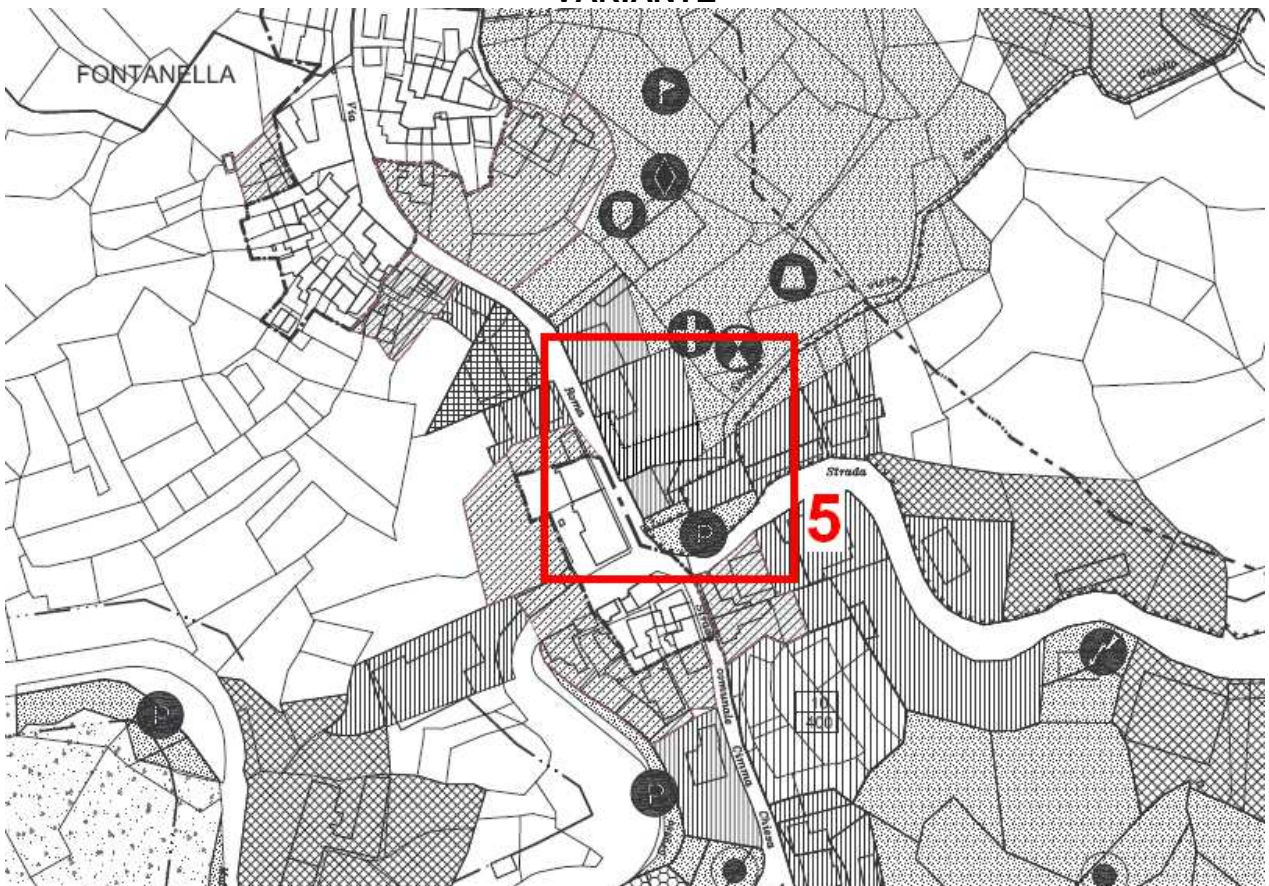 VARIANTE
FONTANELLA
Via
Roma
Strada
5
P
P
P
10
400
Strada
Comunale
Cimma
Chiesa